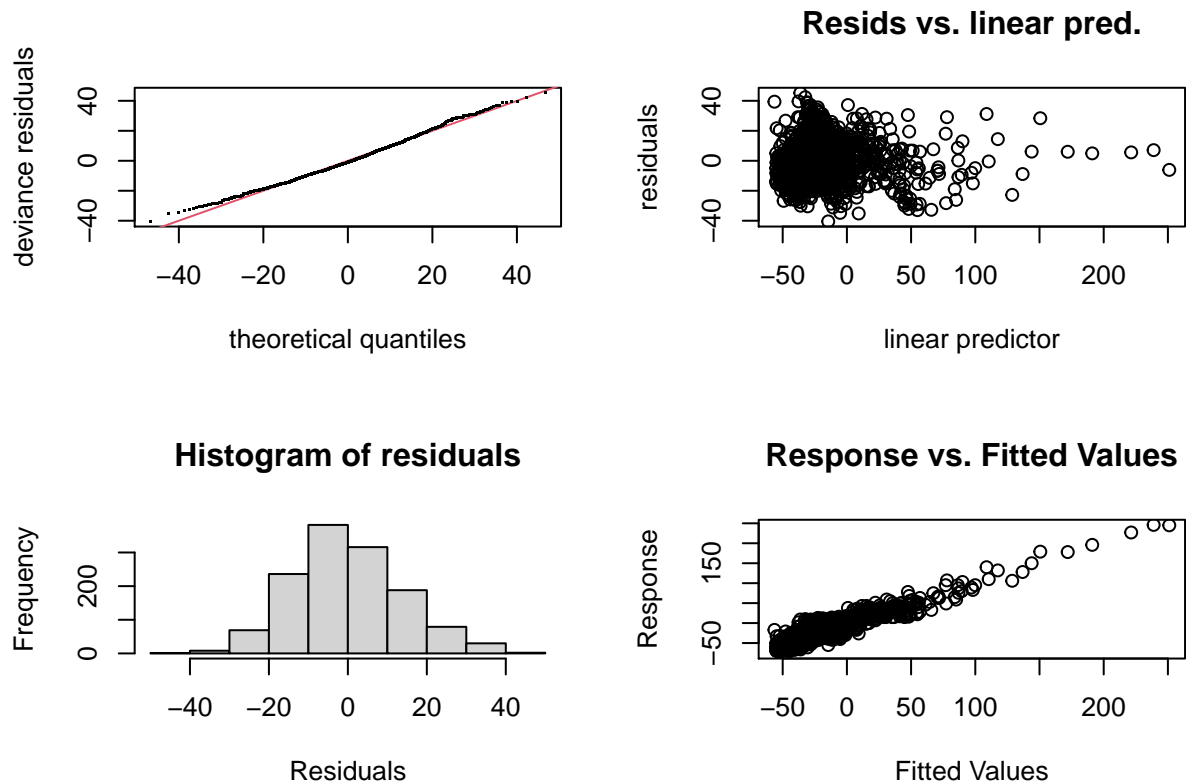 deviance residuals
−40
0
40
−40
−20
0
20
40
theoretical quantiles
Resids vs. linear pred.
residuals
−40
0
40
−50
0
50
100
200
linear predictor
Histogram of residuals
Frequency
0
200
−40
−20
0
20
40
Residuals
Response vs. Fitted Values
Response
−50
150
−50
0
50
100
200
Fitted Values